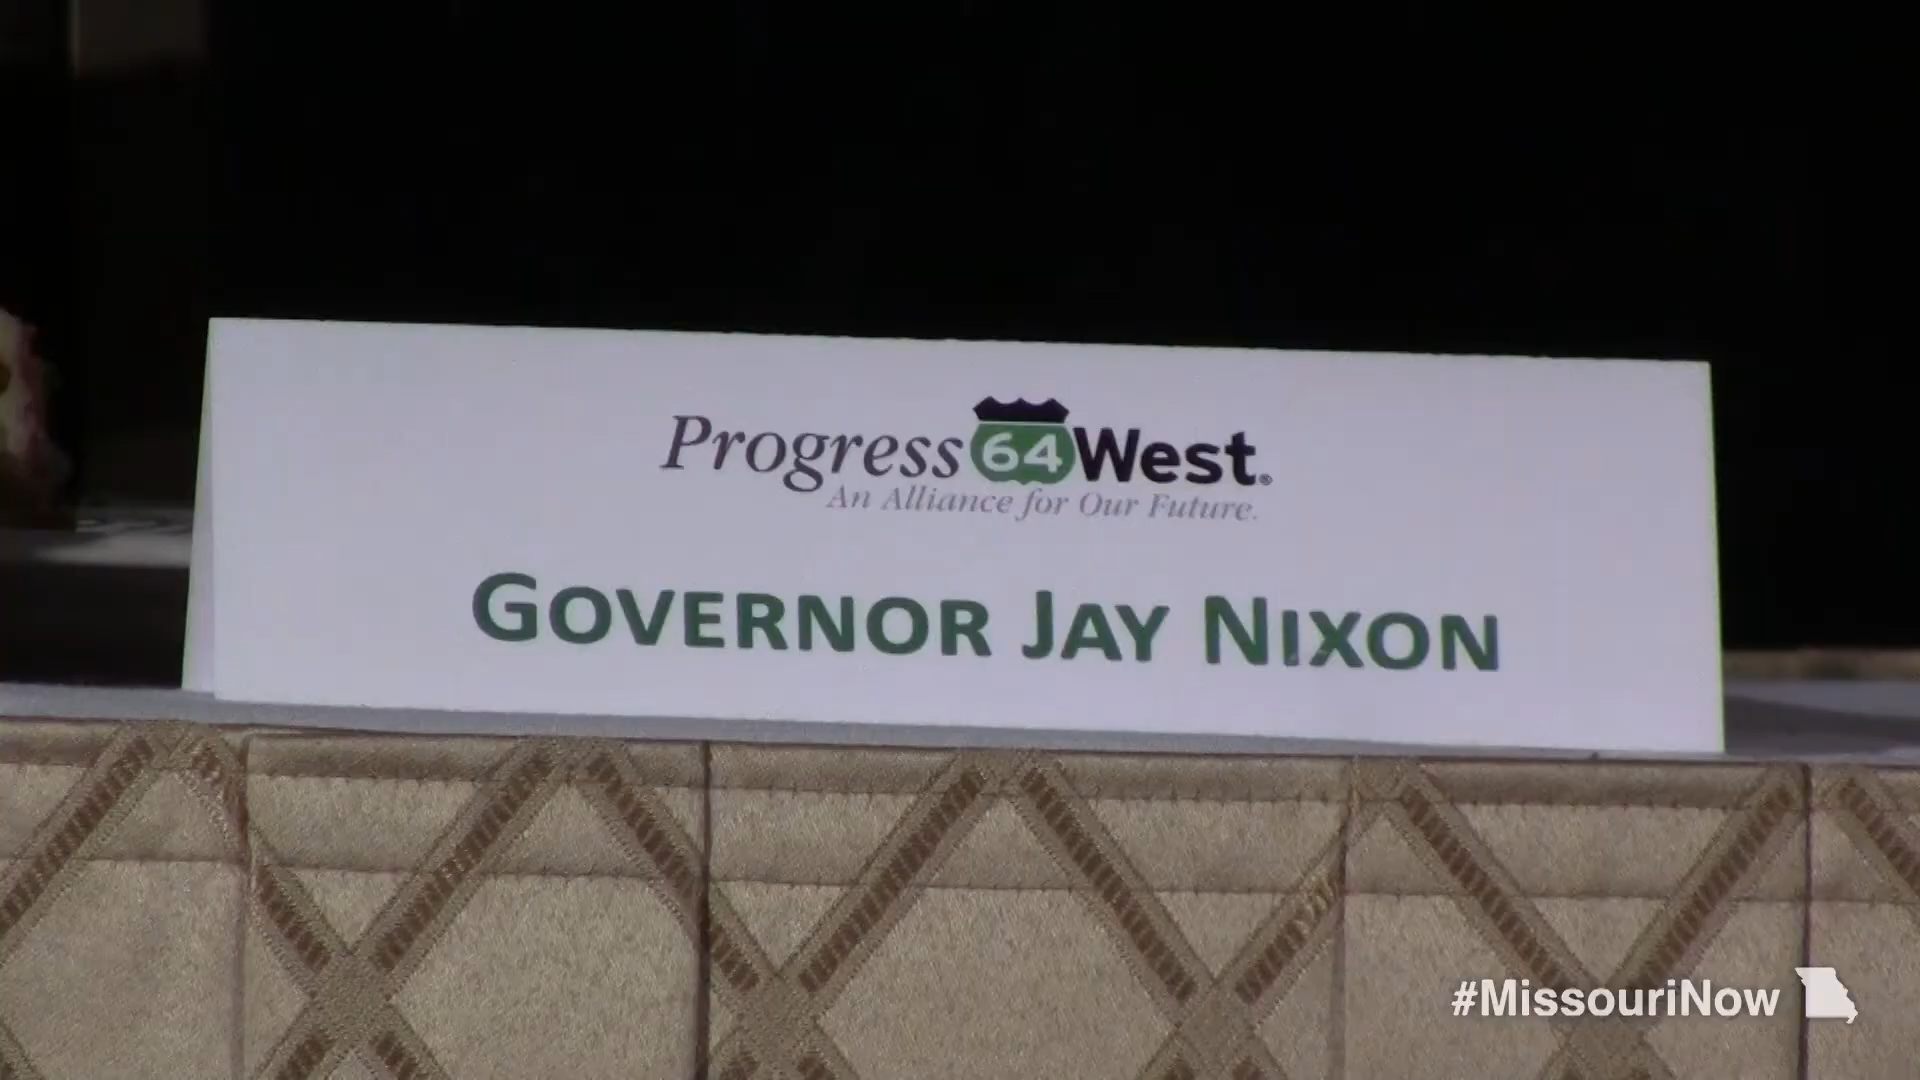 Progress 64 West®
An Alliance for Our Future.
GOVERNOR JAY NIXON
#MissouriNow